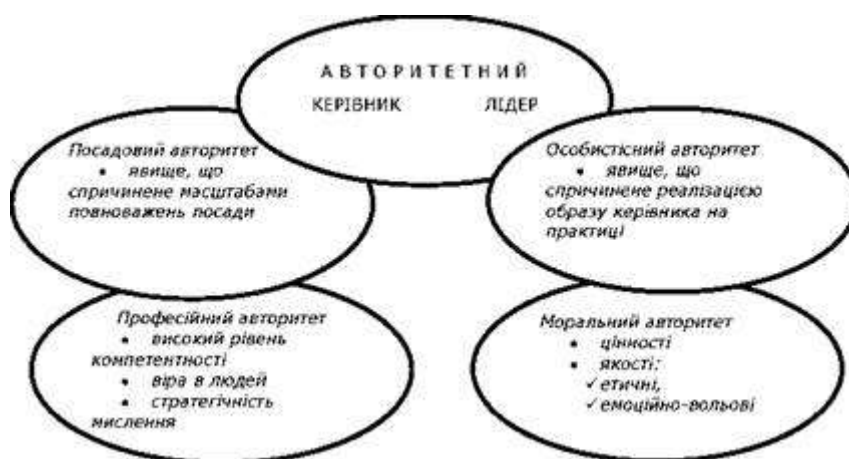 АВТОРИТЕТНИЙ
КЕРІВНИК ЛІДЕР
Посадовий авторитет
• явище, що
спричинене масштабами
повноважень посади
Особистісний авторитет
• явище, що
спричинене реалізацією
образу керівника на
практиці
Професійний авторитет
• високий рівень
компетентності
• віра в людей
• стратегічність
мислення
Моральний авторитет
• цінності
• якості:
✓етичні,
✓емоційно-вольові